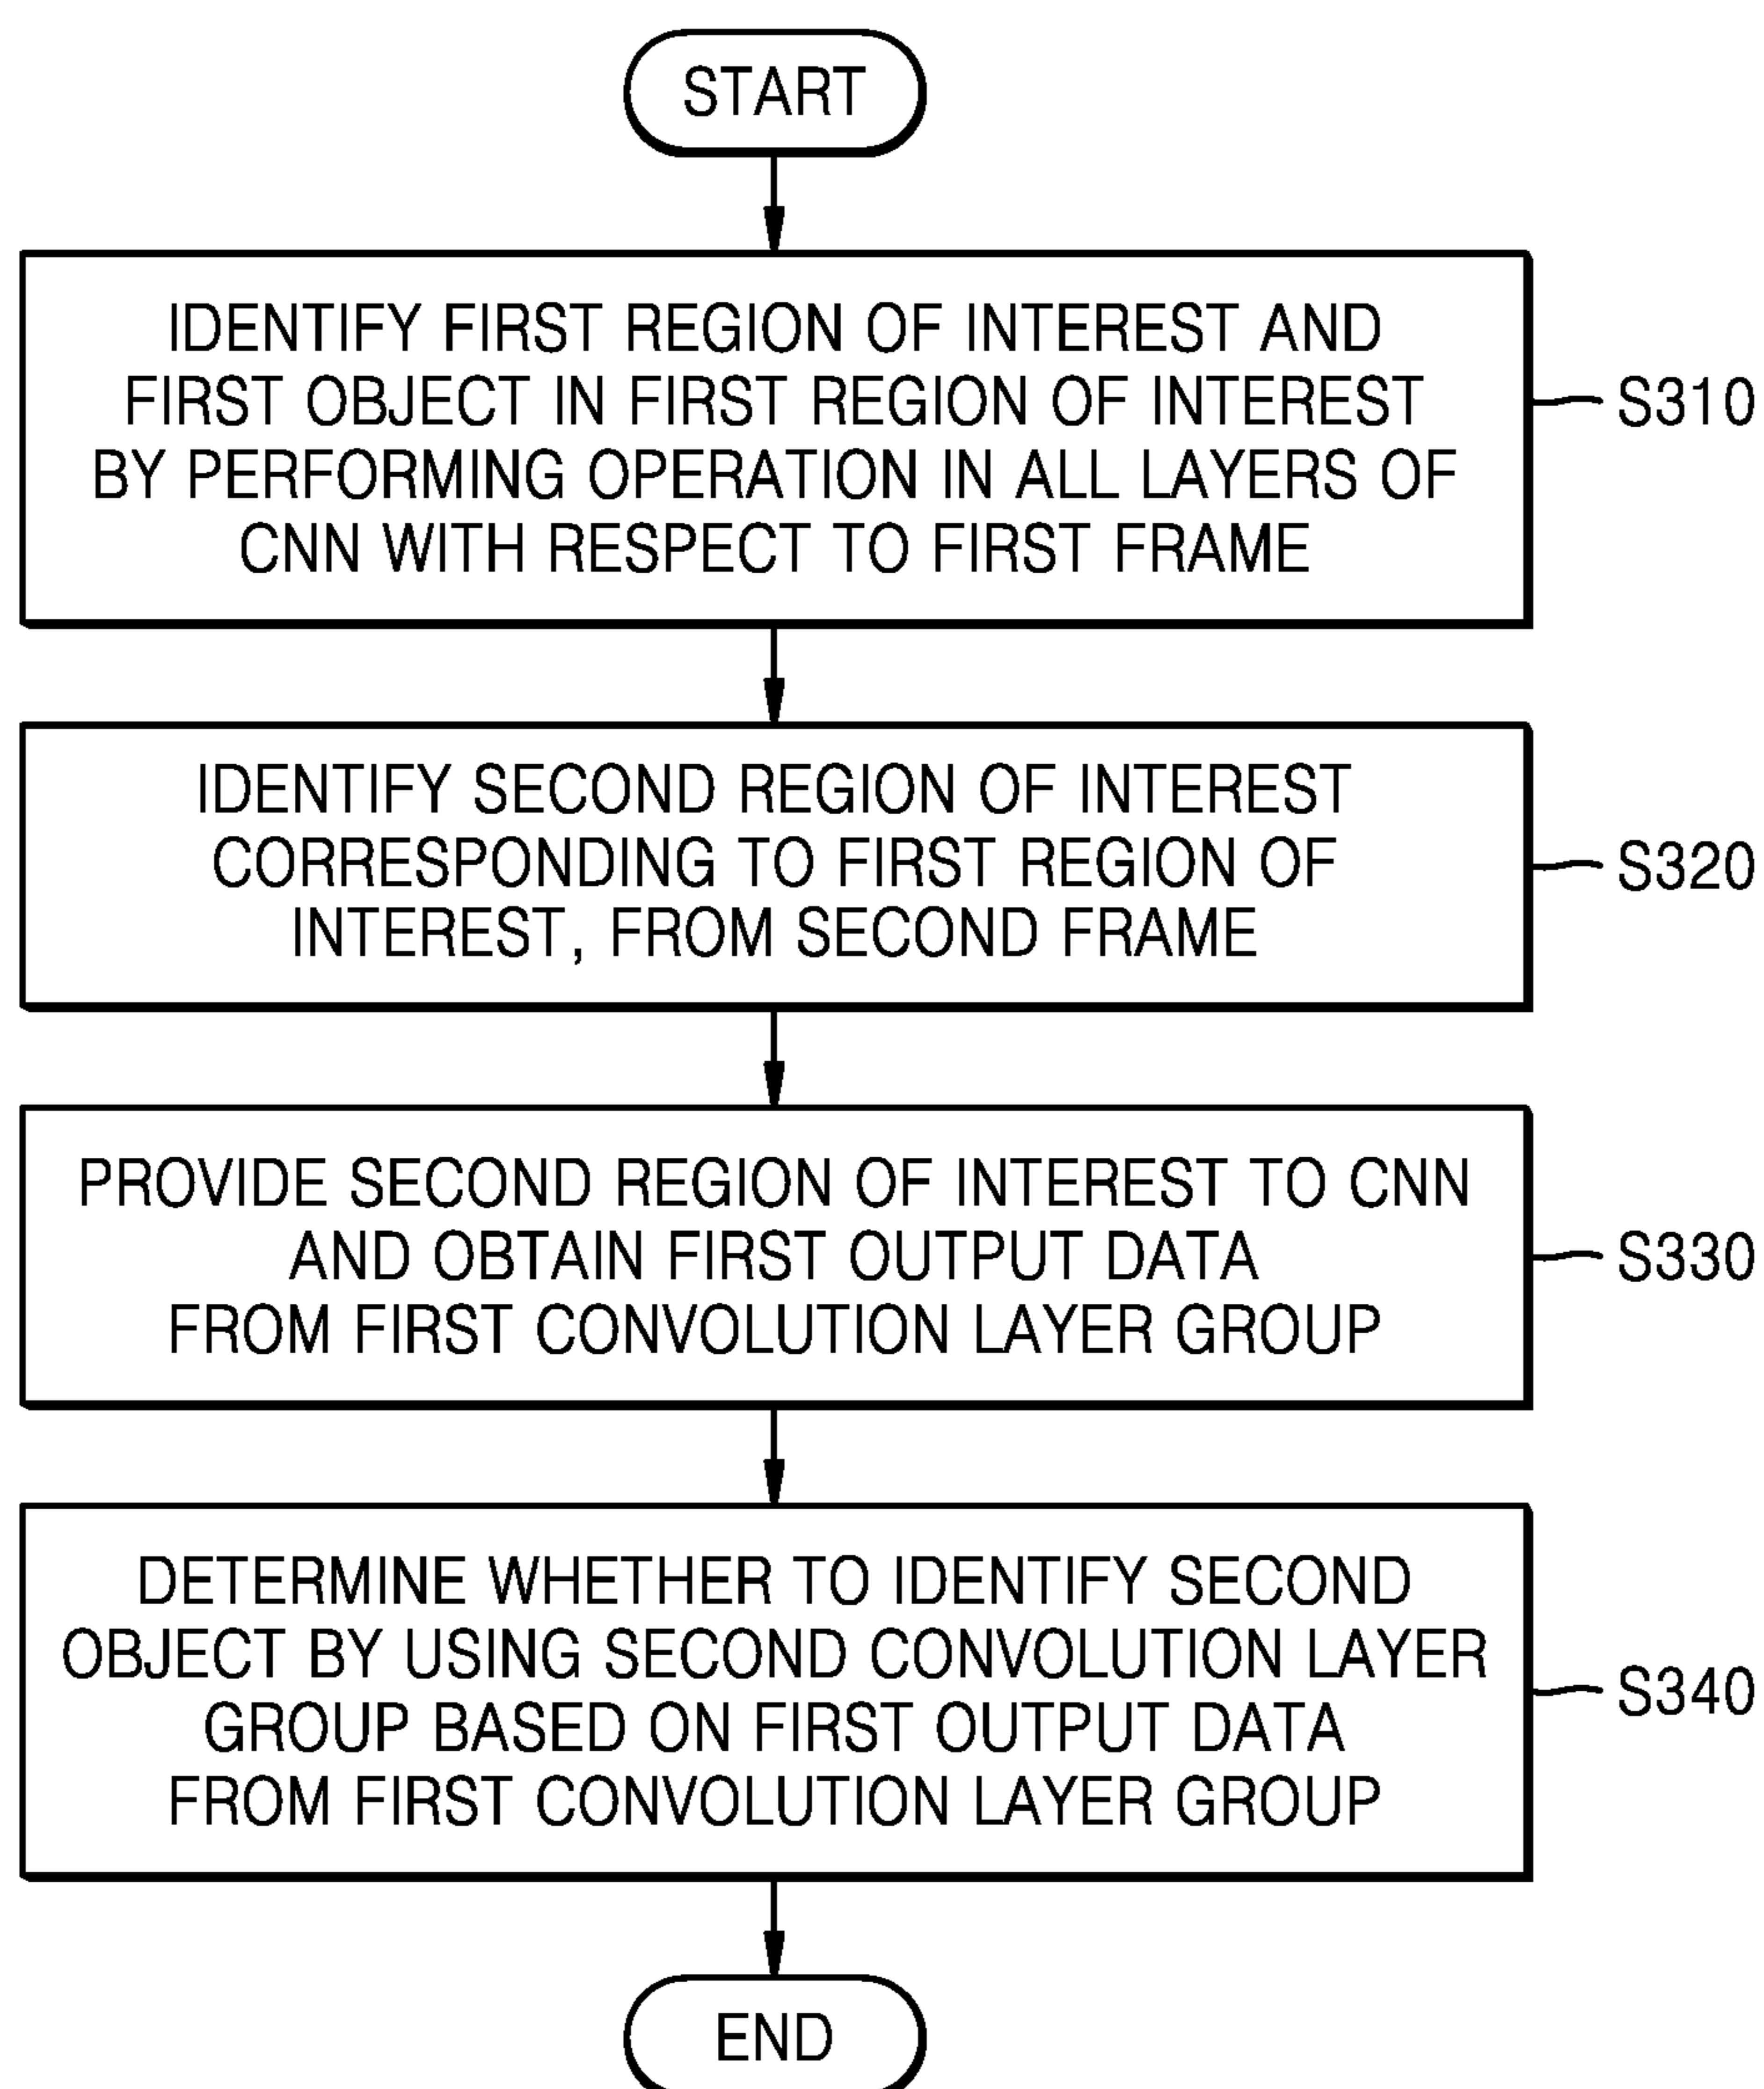 START
IDENTIFY FIRST REGION OF INTEREST AND
FIRST OBJECT IN FIRST REGION OF INTEREST
BY PERFORMING OPERATION IN ALL LAYERS OF
CNN WITH RESPECT TO FIRST FRAME
S310
IDENTIFY SECOND REGION OF INTEREST
CORRESPONDING TO FIRST REGION OF
INTEREST, FROM SECOND FRAME
S320
PROVIDE SECOND REGION OF INTEREST TO CNN
AND OBTAIN FIRST OUTPUT DATA
FROM FIRST CONVOLUTION LAYER GROUP
S330
DETERMINE WHETHER TO IDENTIFY SECOND
OBJECT BY USING SECOND CONVOLUTION LAYER
GROUP BASED ON FIRST OUTPUT DATA
FROM FIRST CONVOLUTION LAYER GROUP
S340
END